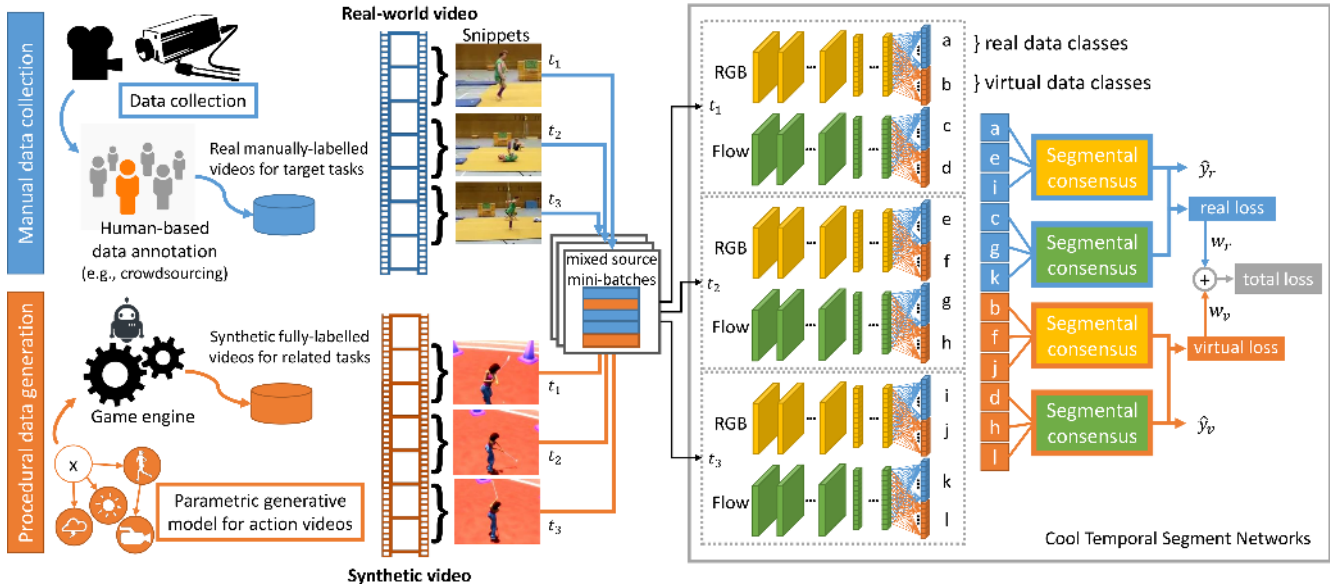 Manual data collection
Data collection
Human-based
data annotation
(e.g., crowdsourcing)
Real manually-labelled
videos for target tasks
Procedural data generation
Game engine
Synthetic fully-labelled
videos for related tasks
x
Parametric generative
model for action videos
Real-world video
Snippets
t1
t2
t3
Synthetic video
t1
t2
t3
mixed source
mini-batches
t1
RGB
...
...
a
b
Flow
...
...
c
d
t2
RGB
...
...
e
f
Flow
...
...
g
h
t3
RGB
...
...
i
j
Flow
...
...
k
l
} real data classes
} virtual data classes
a
e
i
Segmental
consensus
c
g
k
Segmental
consensus
b
f
j
Segmental
consensus
d
h
l
Segmental
consensus
ŷr
real loss
wr
+
total loss
wv
virtual loss
ŷv
Cool Temporal Segment Networks